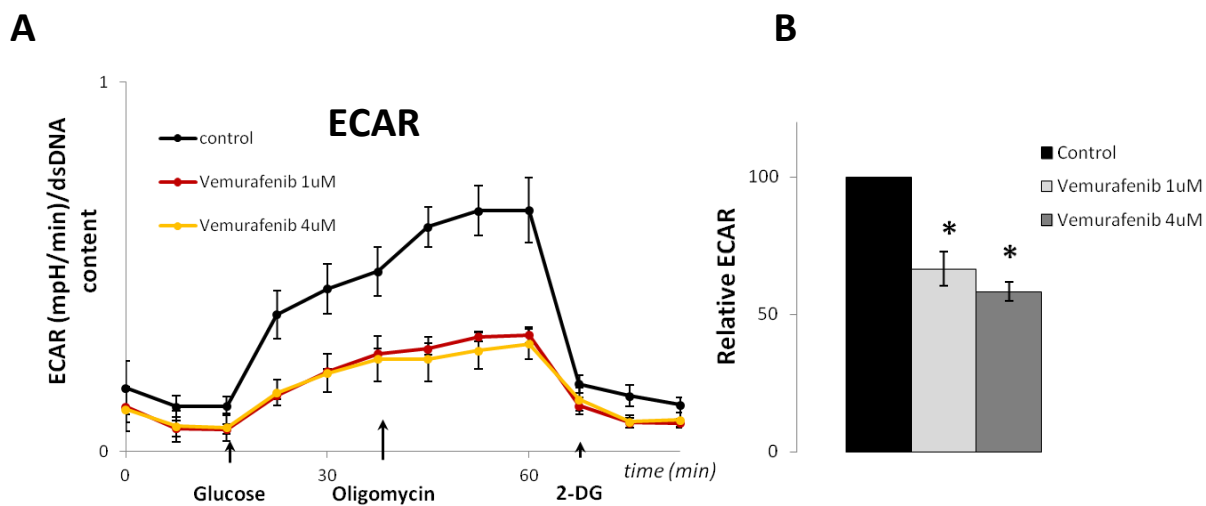 A
B
1
ECAR
control
Vemurafenib 1uM
Vemurafenib 4uM
ECAR (mpH/min)/dsDNA
content
0
0
30
60
time (min)
Glucose
Oligomycin
2-DG
Control
Vemurafenib 1uM
Vemurafenib 4uM
100
*
*
50
0
Relative ECAR